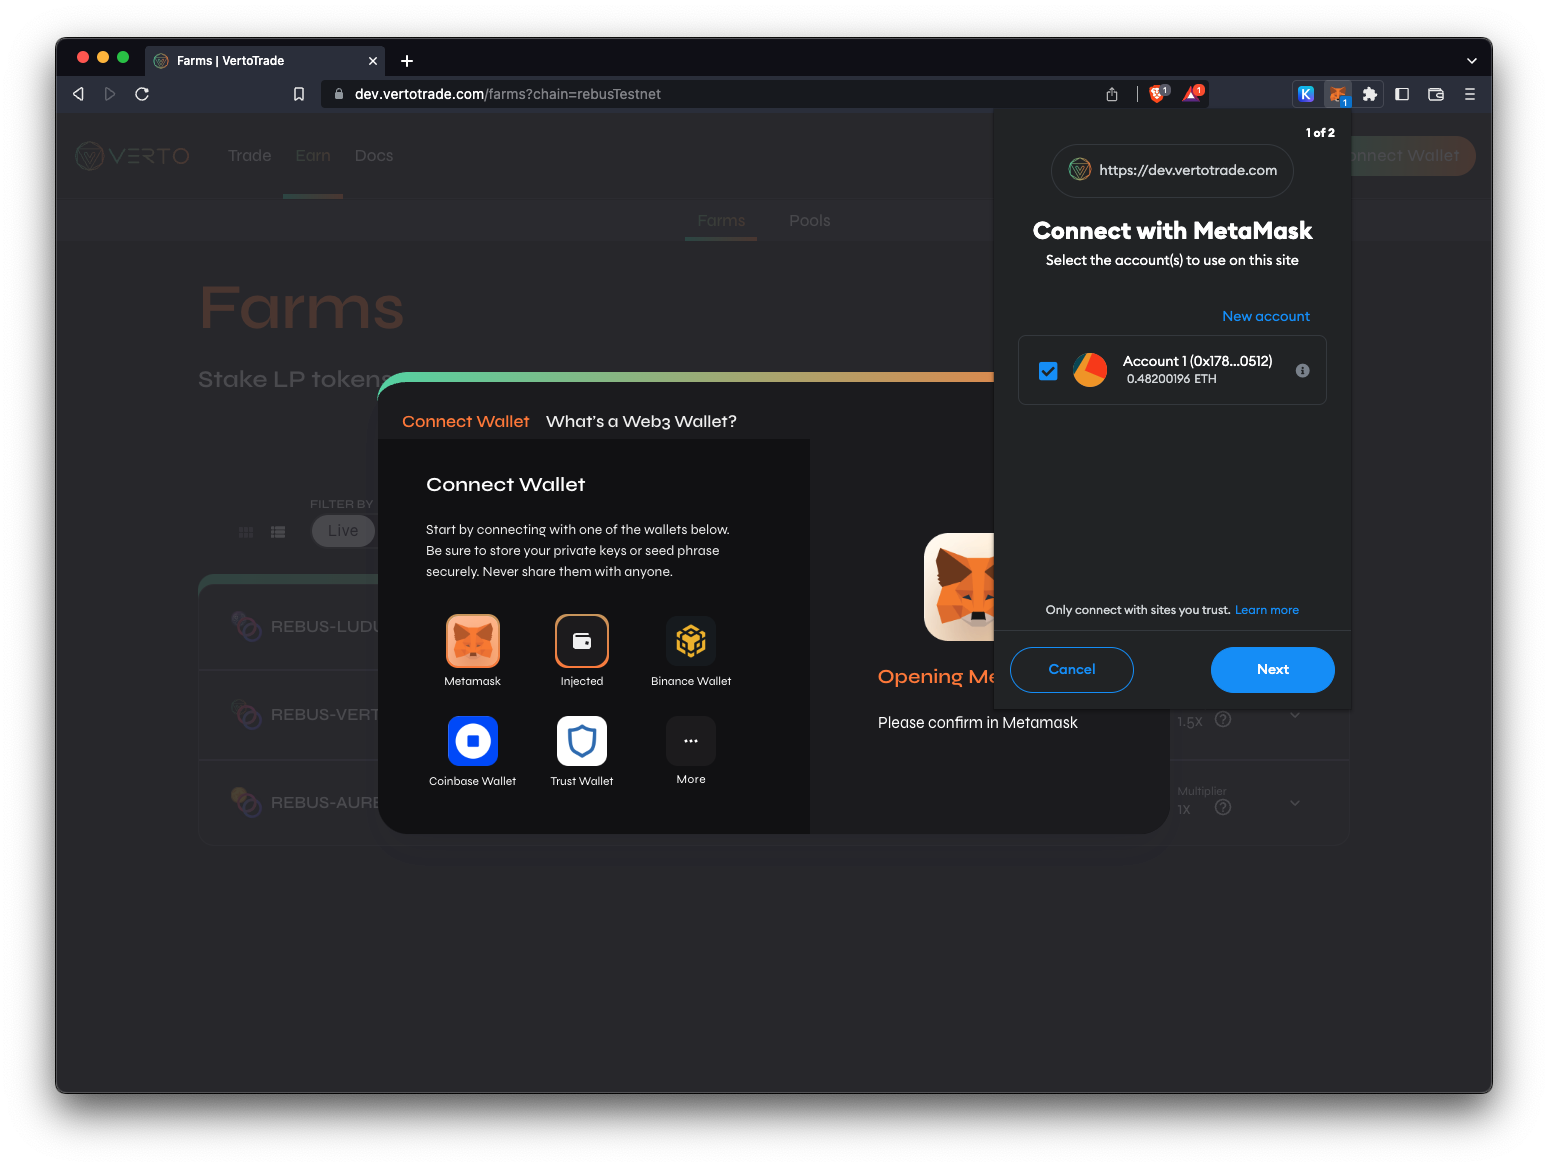 Farms | VertoTrade
dev.vertotrade.com/farms?chain=rebusTestnet
1
1
1
VERTO
Trade
Earn
Docs
onnect Wallet
Farms
Pools
Farms
Stake LP tokens
FILTER BY
Live
REBUS-LUDU
REBUS-VERT
1.5X
REBUS-AURE
Multiplier
1X
Connect Wallet
What's a Web3 Wallet?
Connect Wallet
Start by connecting with one of the wallets below.
Be sure to store your private keys or seed phrase
securely. Never share them with anyone.
Metamask
Injected
Binance Wallet
Coinbase Wallet
Trust Wallet
More
Opening Me
Please confirm in Metamask
1 of 2
https://dev.vertotrade.com
Connect with MetaMask
Select the account(s) to use on this site
New account
Account 1 (0x178...0512)
0.48200196 ETH
Only connect with sites you trust. Learn more
Cancel
Next